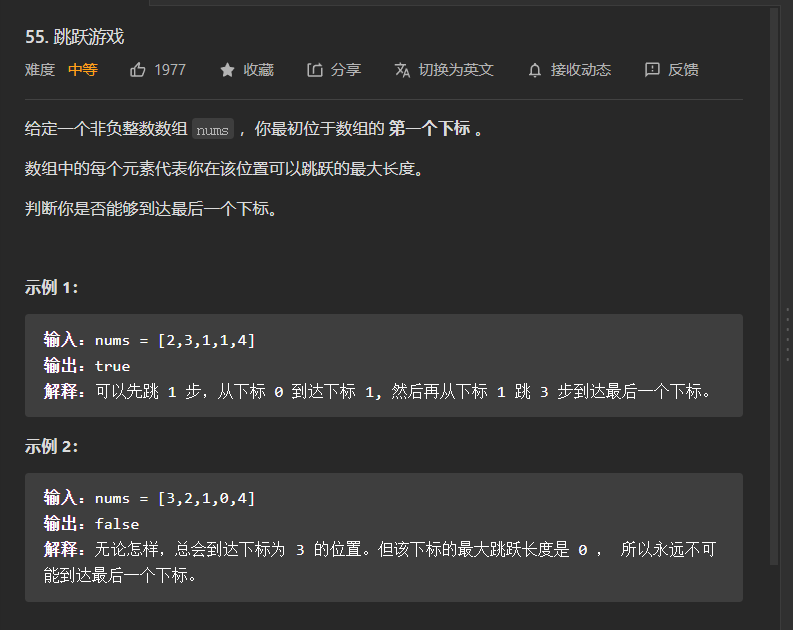 55. 跳跃游戏
难度 中等 1977 收藏 分享 切换为英文 接收动态 反馈
给定一个非负整数数组 nums ，你最初位于数组的 第一个下标 。
数组中的每个元素代表你在该位置可以跳跃的最大长度。
判断你是否能够到达最后一个下标。
示例 1：
输入：nums = [2,3,1,1,4]
输出：true
解释：可以先跳 1 步，从下标 0 到达下标 1, 然后再从下标 1 跳 3 步到达最后一个下标。
示例 2：
输入：nums = [3,2,1,0,4]
输出：false
解释：无论怎样，总会到达下标为 3 的位置。但该下标的最大跳跃长度是 0 ， 所以永远不可
能到达最后一个下标。